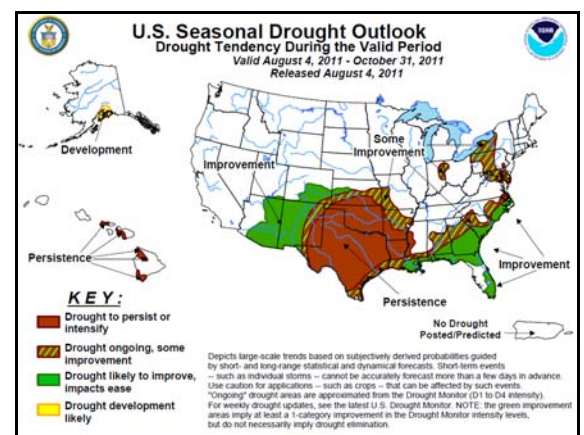 U.S. Seasonal Drought Outlook
Drought Tendency During the Valid Period
Valid August 4, 2011 - October 31, 2011
Released August 4, 2011
NOAA
Development
Improvement
Some
Improvement
Persistence
Improvement
Persistence
No Drought
Posted/Predicted
KEY:
Drought to persist or
intensify
Drought ongoing, some
improvement
Drought likely to improve,
impacts ease
Drought development
likely
Depicts large-scale trends based on subjectively derived probabilities guided
by short- and long-range statistical and dynamical forecasts. Short-term events
-- such as individual storms -- cannot be accurately forecast more than a few days in advance.
Use caution for applications -- such as crops -- that can be affected by such events.
"Ongoing" drought areas are approximated from the Drought Monitor (D1 to D4 intensity).
For weekly drought updates, see the latest U.S. Drought Monitor. NOTE: the green improvement
areas imply at least a 1-category improvement in the Drought Monitor intensity levels,
but do not necessarily imply drought elimination.